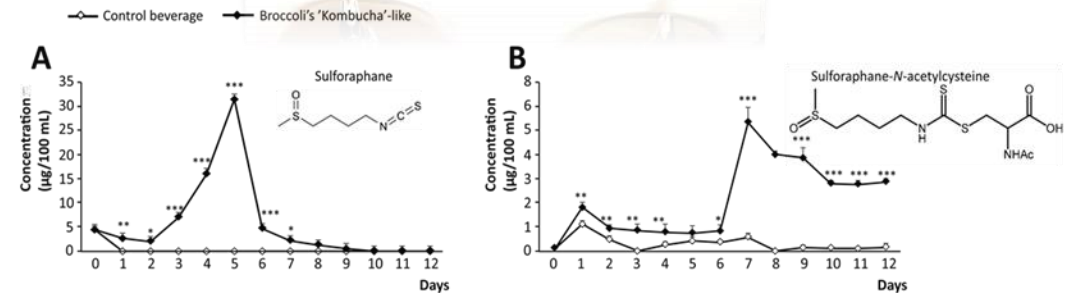 Control beverage
Broccoli's 'Kombucha'-like
A
Sulforaphane
Concentration
(µg/100 mL)
35
30
25
20
15
10
5
0
***
***
***
**
*
***
*
O
S
N
C
S
0 1 2 3 4 5 6 7 8 9 10 11 12
Days
B
Sulforaphane-N-acetylcysteine
Concentration
(µg/100 mL)
8
6
5
4
3
2
1
0
**
**
**
**
*
***
***
***
***
***
O
S
N
H
S
S
O
OH
NHAc
0 1 2 3 4 5 6 7 8 9 10 11 12
Days